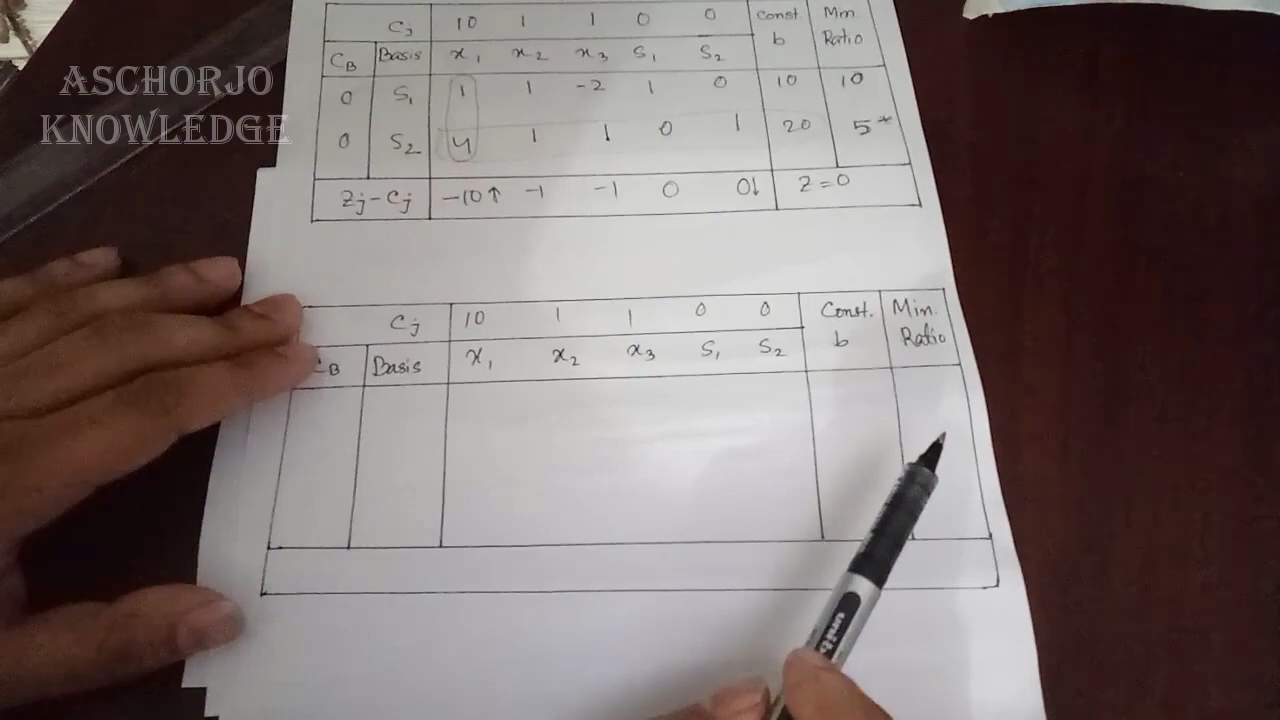 ASCHORJO
KNOWLEDGE
Cj 10 1 1 0 0 Const. b Min. Ratio
CB Basis x1 x2 x3 S1 S2
0 S1 1 1 -2 1 0 10 10
0 S2 4 1 1 0 1 20 5*
Zj-Cj -10↑ -1 -1 0 0↓ Z=0
Cj 10 1 1 0 0 Const. b Min. Ratio
CB Basis x1 x2 x3 S1 S2